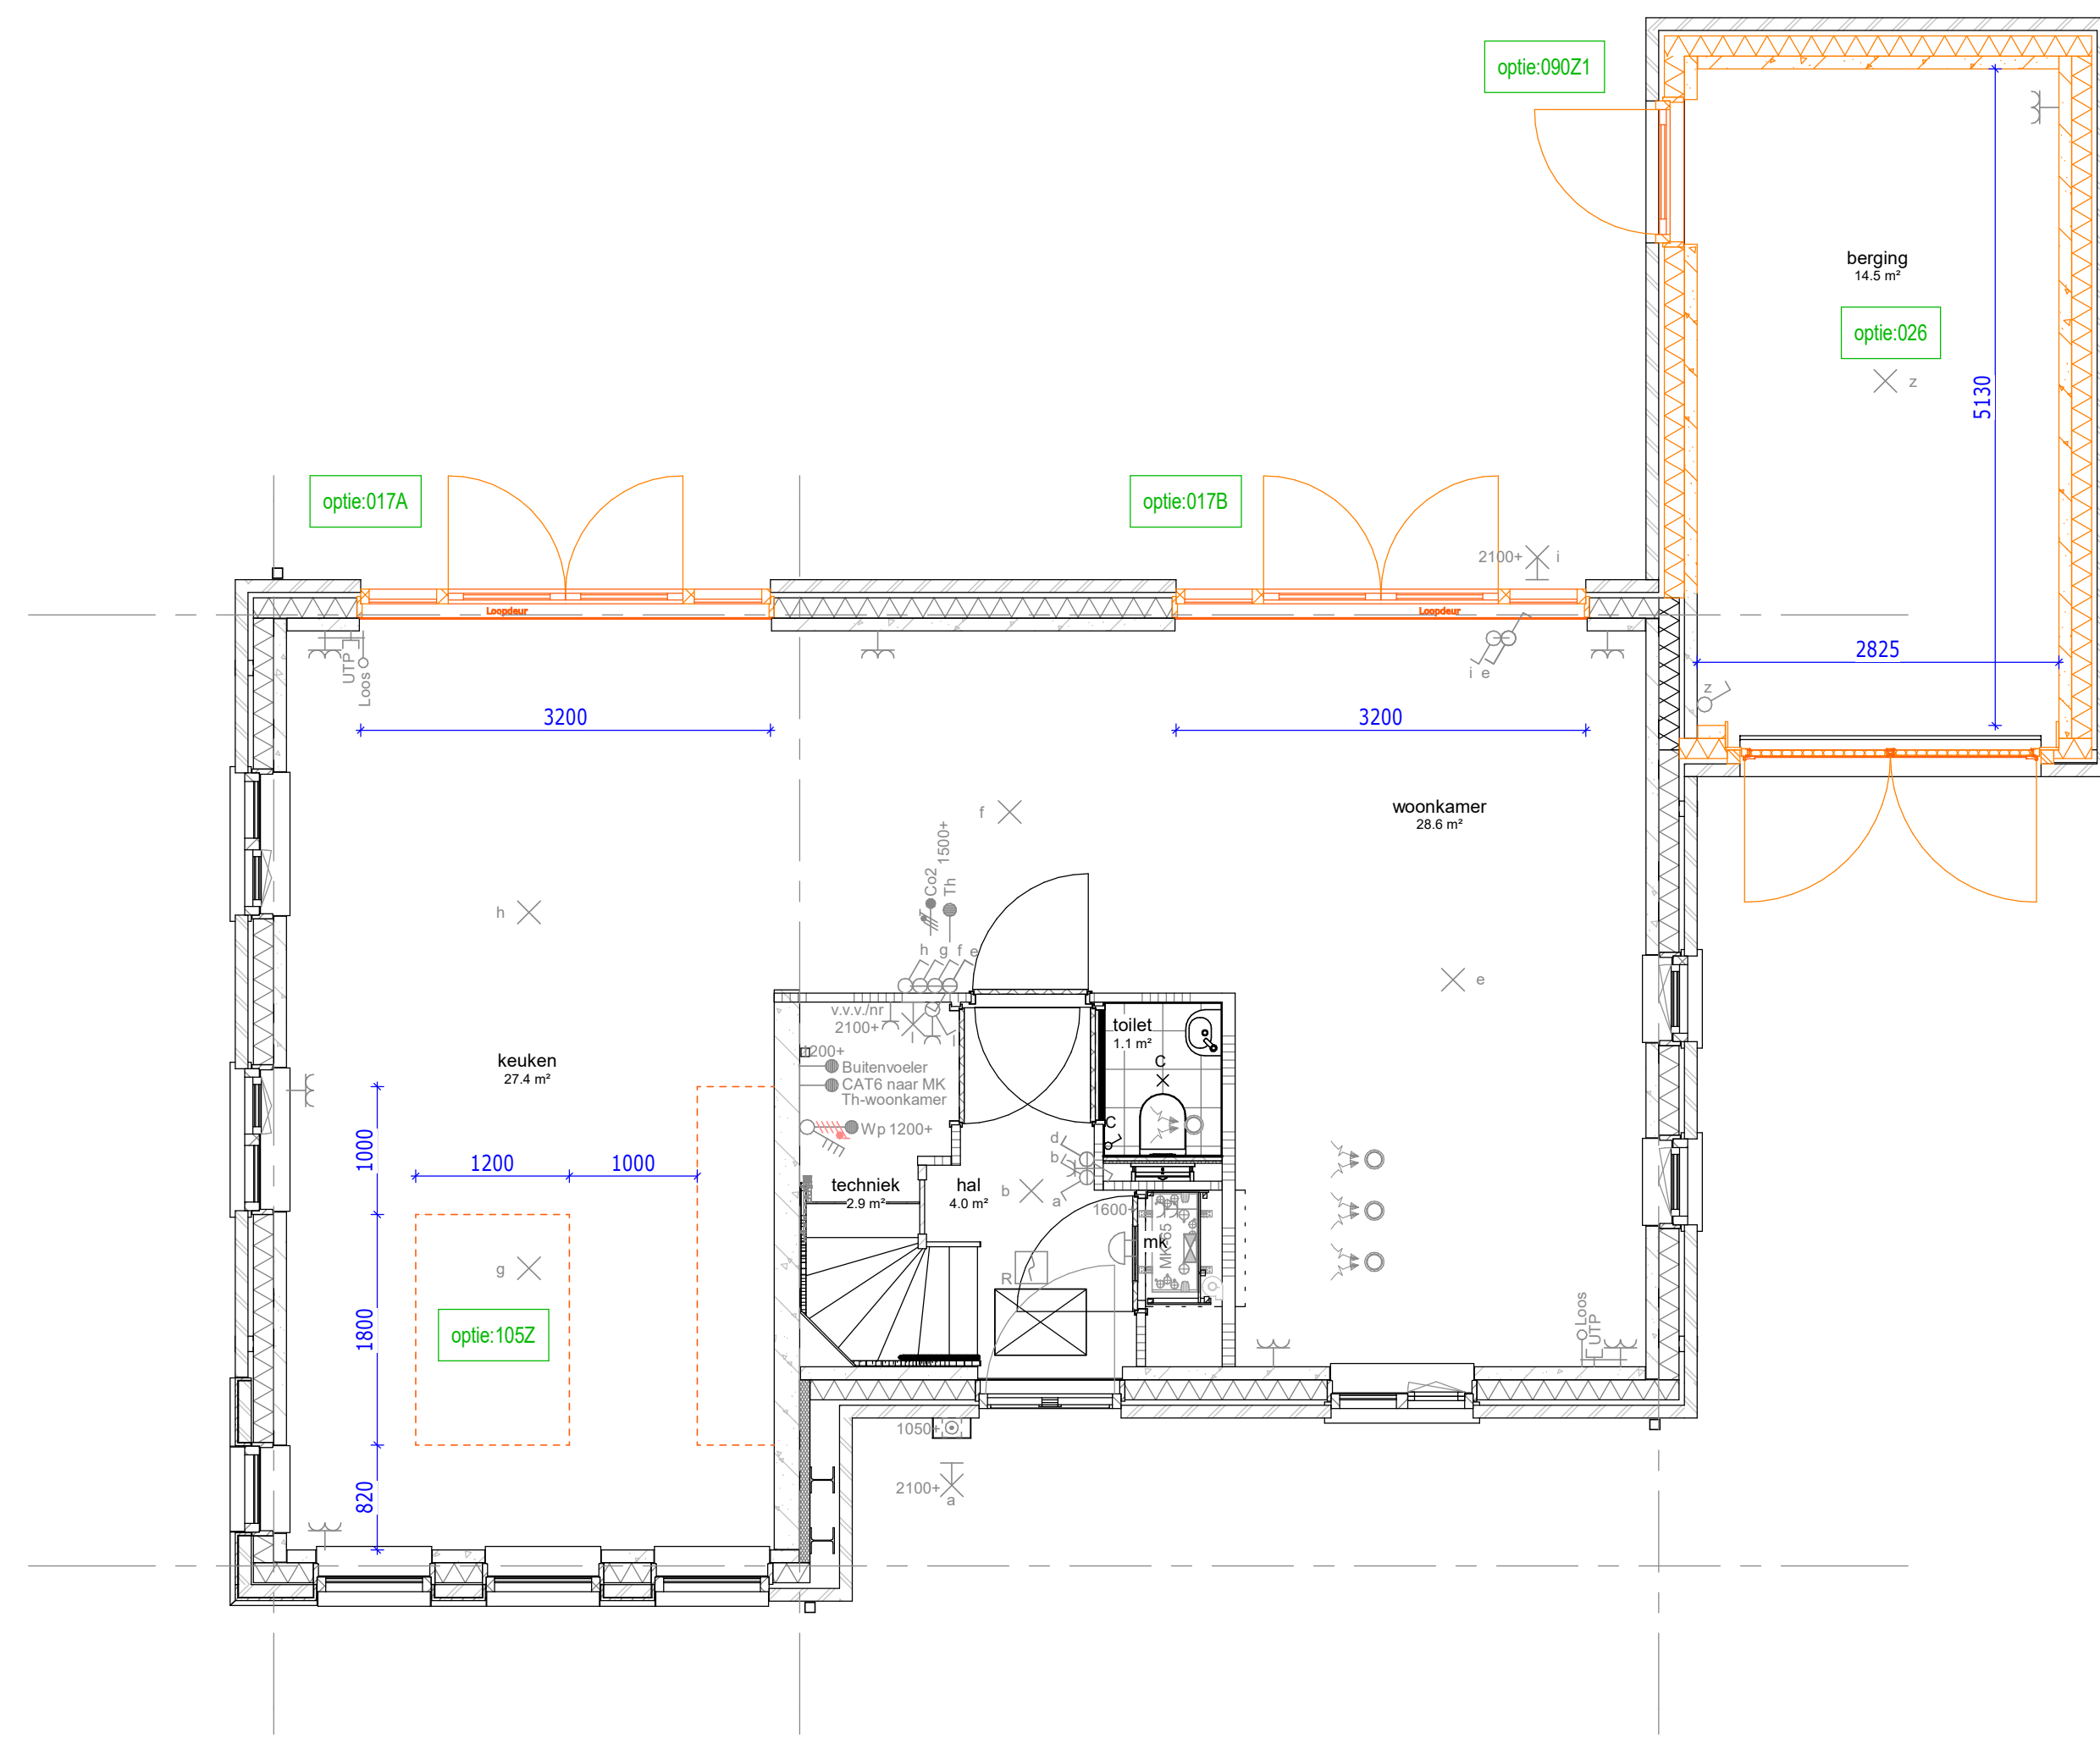 optie:090Z1
berging
14.5 m²
optie:026
z
5130
optie:017A
optie:017B
2100+
i
Loopdeur
Loopdeur
UTP
Loos
i e
2825
z
3200
3200
woonkamer
28.6 m²
f
1500+
Co2
Th
h
h g f e
e
v.v.v./nr
2100+
toilet
1.1 m²
C
1200+
keuken
27.4 m²
Buitenvoeler
CAT6 naar MK
Th-woonkamer
C
Wp 1200+
d
b
1000
1200
1000
techniek
2.9 m²
hal
4.0 m²
b
a
1600+
mk
MK-65
g
R
optie:105Z
1800
Loos
UTP
1050+
820
2100+
a